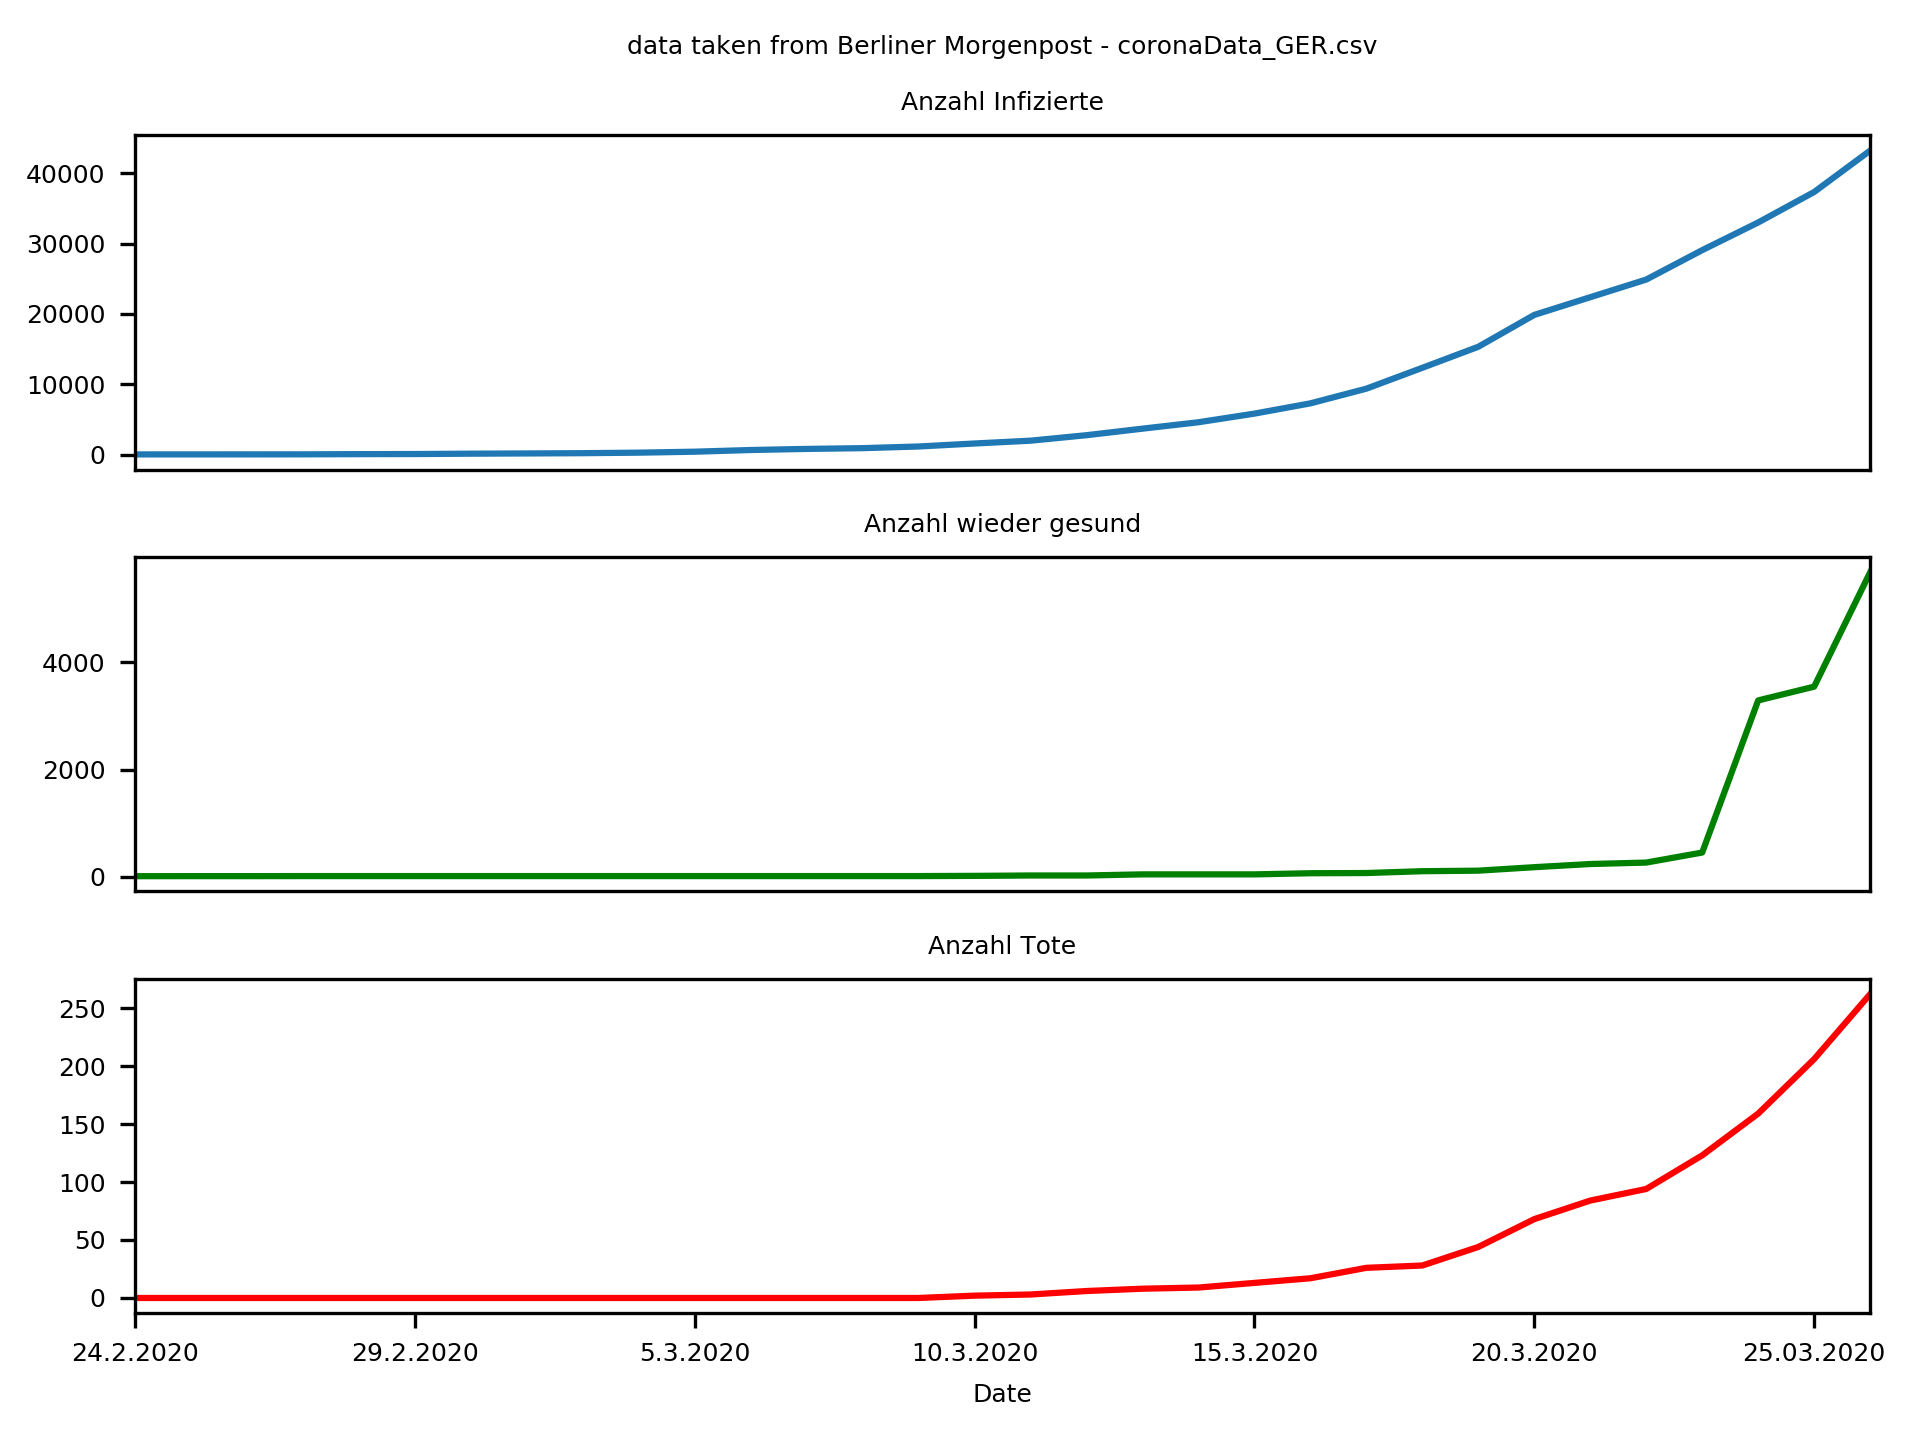 data taken from Berliner Morgenpost - coronaData_GER.csv
Anzahl Infizierte
40000
30000
20000
10000
0
Anzahl wieder gesund
4000
2000
0
Anzahl Tote
250
200
150
100
50
0
24.2.2020 29.2.2020 5.3.2020 10.3.2020 15.3.2020 20.3.2020 25.03.2020
Date